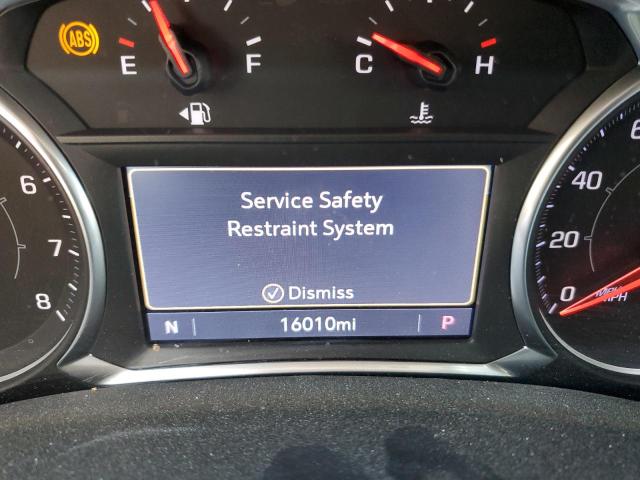 ABS
E F
C H
6
7
8
Service Safety
Restraint System
Dismiss
N 16010mi P
40
20
0
MPH